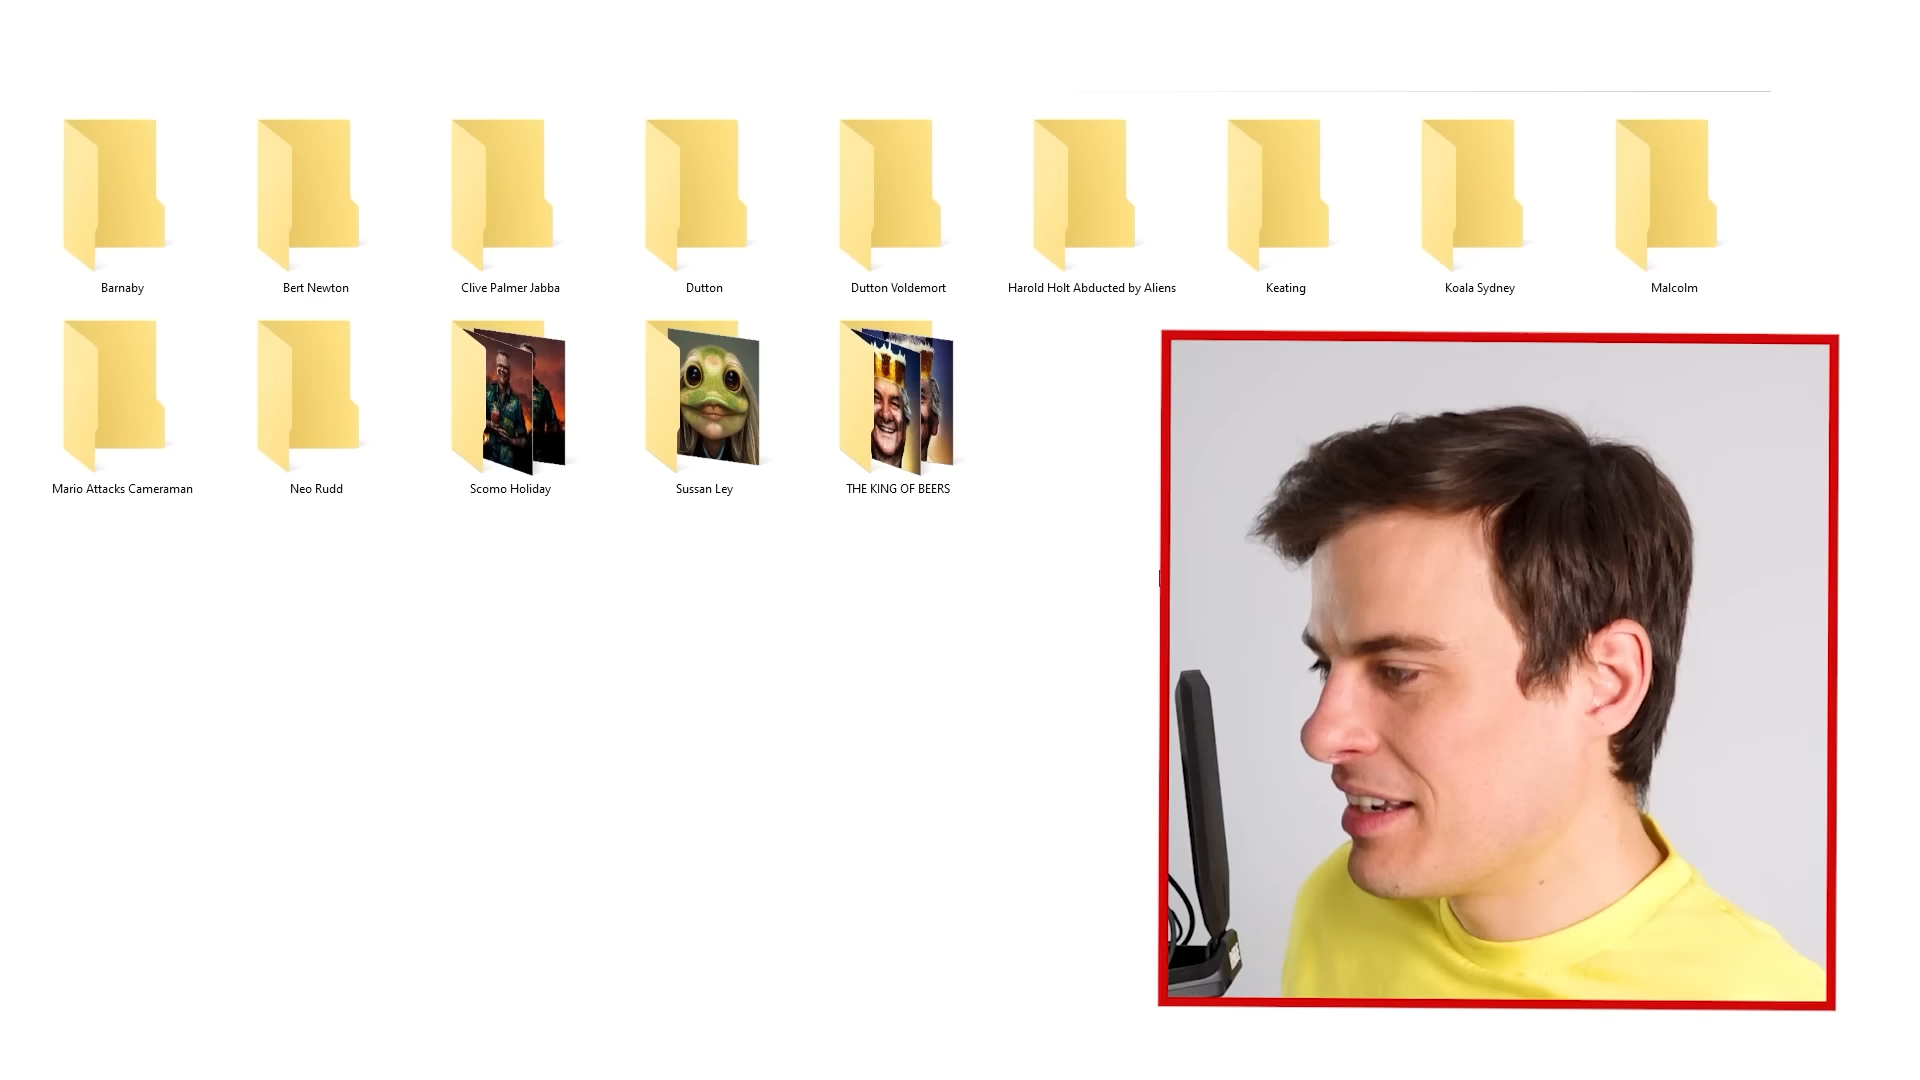 Barnaby
Bert Newton
Clive Palmer Jabba
Dutton
Dutton Voldemort
Harold Holt Abducted by Aliens
Keating
Koala Sydney
Malcolm
Mario Attacks Cameraman
Neo Rudd
Scomo Holiday
Sussan Ley
THE KING OF BEERS